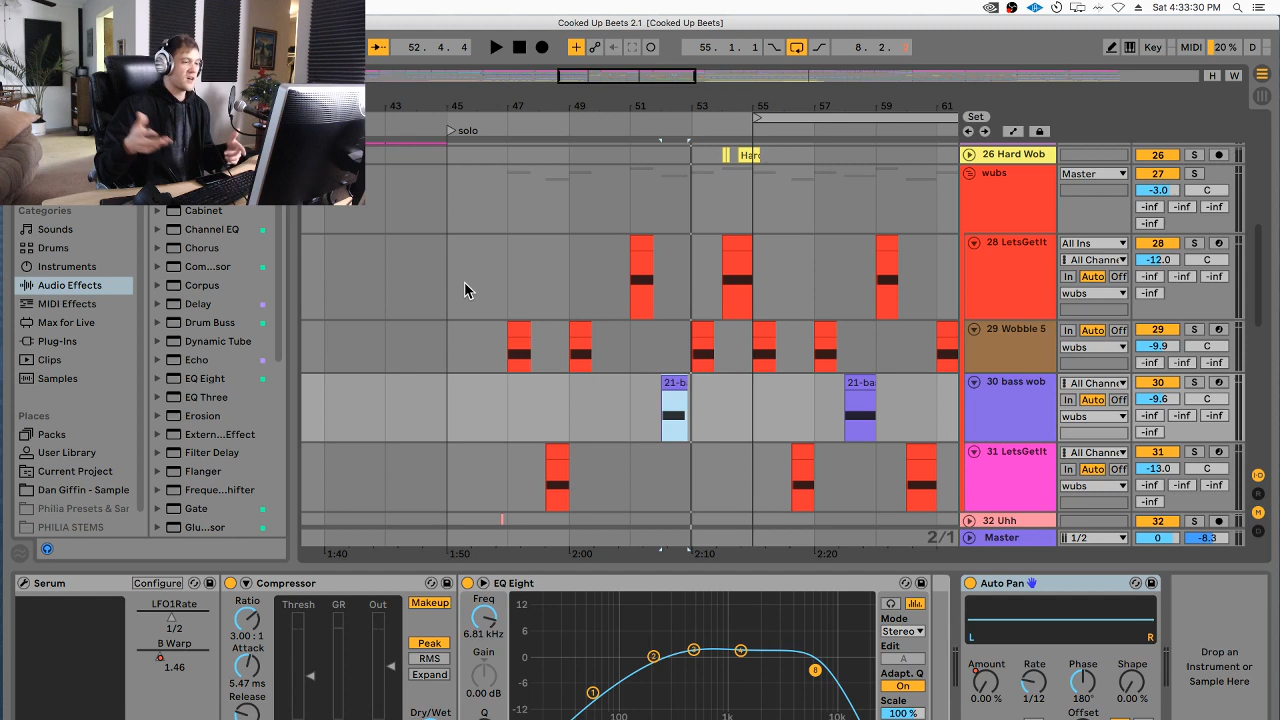 Sat 4:33:30 PM
Cooked Up Beets 2.1 [Cooked Up Beets]
52. 4. 4
55. 1. 1
6. 2. 2
Key
MIDI
20 %
D
H W
43 45 47 49 51 53 55 57 59 61
Set
solo
Harc
26 Hard Wob 26 S
wubs Master 27 S
-3.0 C
-inf -inf -inf
-inf
28 LetsGetIt All Ins 28 S
All Channe -12.0 C
In Auto Off -inf -inf -inf
wubs -inf
29 Wobble 5 In Auto Off 29 S
wubs -9.9 C
-inf -inf -inf
21-b 21-ba
30 bass wob All Channe 30 S
In Auto Off -9.6 C
wubs -inf -inf -inf
-inf
31 LetsGetIt All Channe 31 S
In Auto Off -13.0 C
wubs -inf -inf -inf
-inf
32 Uhh 32 S
2/1
Master 1/2 0 -8.3
1:40 1:50 2:00 2:10 2:20
Categories
Sounds
Drums
Instruments
Audio Effects
MIDI Effects
Max for Live
Plug-Ins
Clips
Samples
Places
Packs
User Library
Current Project
Dan Giffin - Sample
Philia Presets & Sar
PHILIA STEMS
Cabinet
Channel EQ
Chorus
Com...sor
Corpus
Delay
Drum Buss
Dynamic Tube
Echo
EQ Eight
EQ Three
Erosion
Extern...Effect
Filter Delay
Flanger
Freque...hifter
Gate
Glu...sor
I·O
R
M
D
Serum Configure
LFO1Rate
1/2
B Warp
1.46
Compressor
Ratio
3.00 : 1
Attack
5.47 ms
Release
Thresh GR Out
Makeup
Peak
RMS
Expand
Dry/Wet
EQ Eight
Freq
6.81 kHz
Gain
0.00 dB
Q
12
6
0
-6
-12
100 1k 10k
1 2 3 4 8
Mode
Stereo
Edit
A
Adapt. Q
On
Scale
100 %
Auto Pan
L R
Amount Rate Phase Shape
0.00 % 1/12 180° 0.00 %
Offset
Drop an
Instrument or
Sample Here